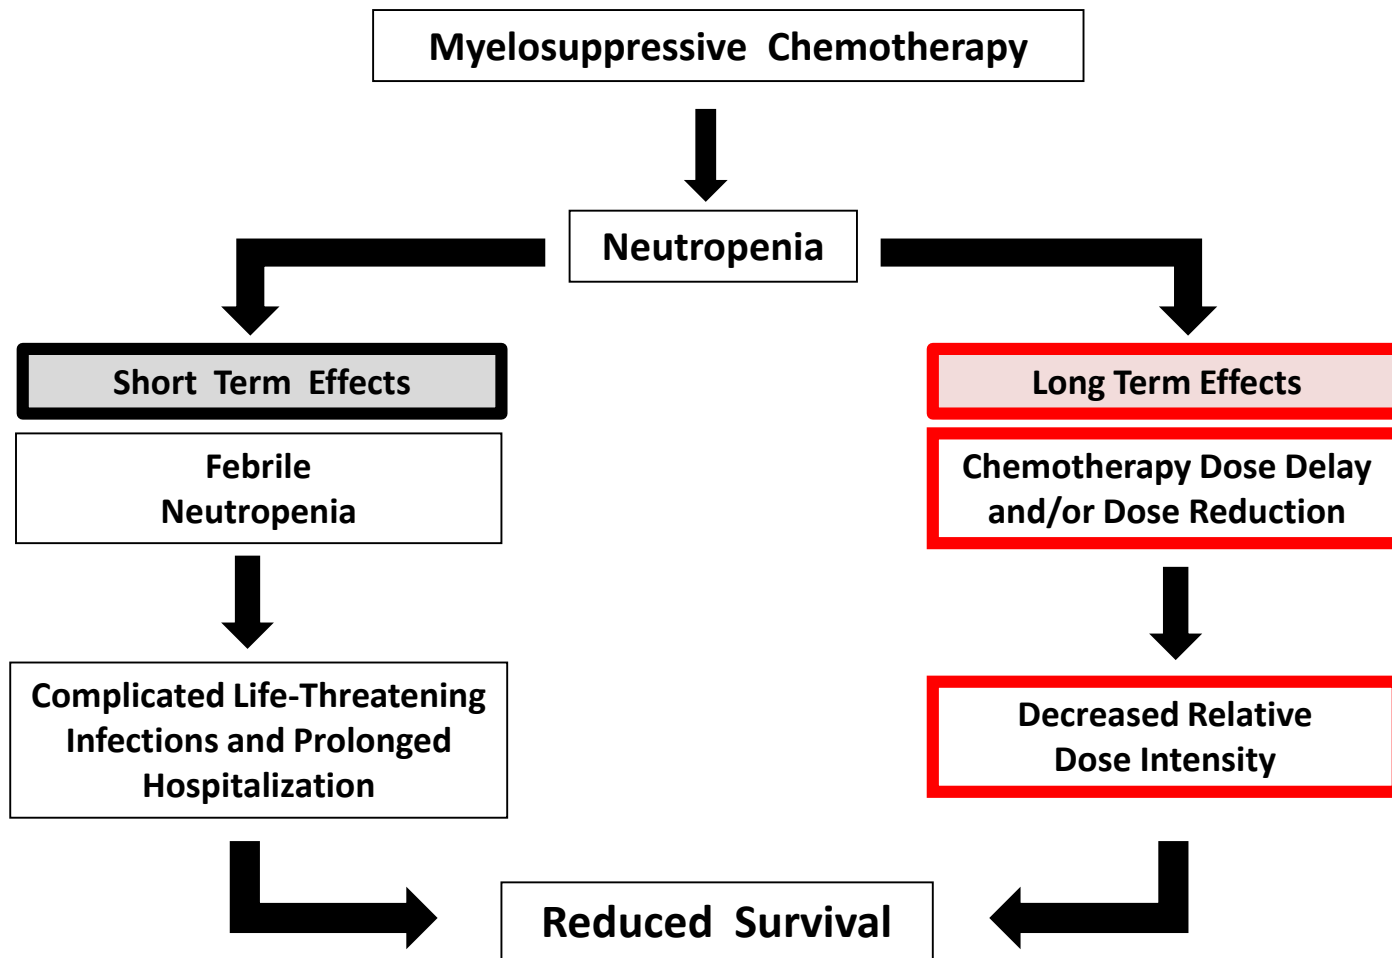 Myelosuppressive Chemotherapy
Neutropenia
Short Term Effects
Febrile
Neutropenia
Complicated Life-Threatening
Infections and Prolonged
Hospitalization
Long Term Effects
Chemotherapy Dose Delay
and/or Dose Reduction
Decreased Relative
Dose Intensity
Reduced Survival